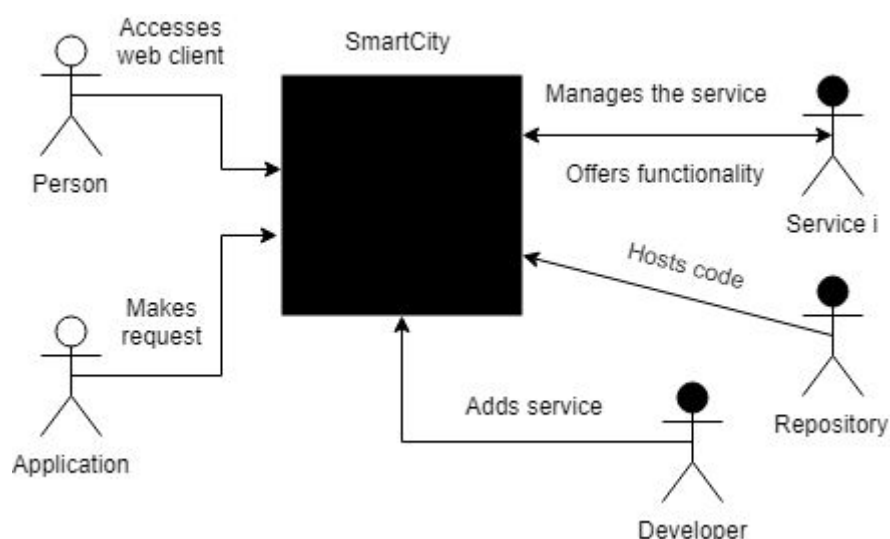 Accesses
web client
SmartCity
Person
Manages the service
Offers functionality
Service i
Hosts code
Makes
request
Repository
Adds service
Application
Developer